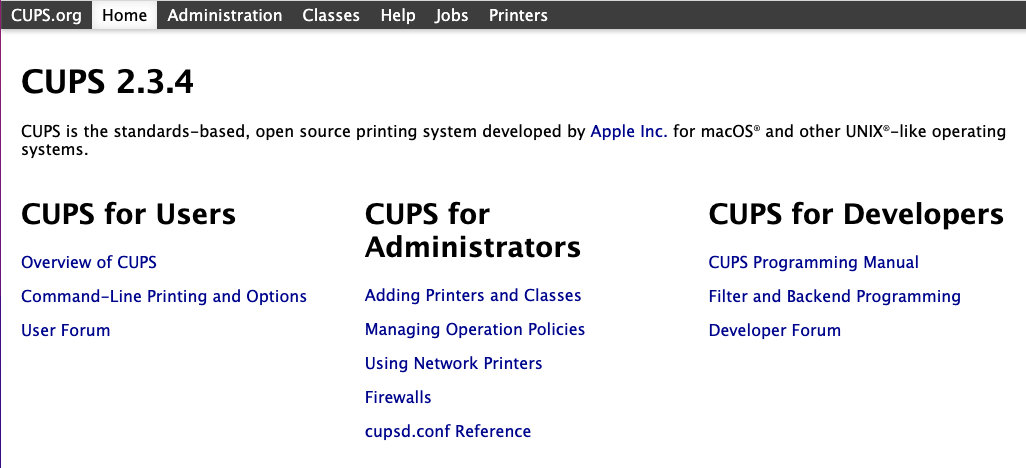 CUPS.org Home Administration Classes Help Jobs Printers
CUPS 2.3.4
CUPS is the standards-based, open source printing system developed by Apple Inc. for macOS® and other UNIX®-like operating
systems.
CUPS for Users
Overview of CUPS
Command-Line Printing and Options
User Forum
CUPS for
Administrators
Adding Printers and Classes
Managing Operation Policies
Using Network Printers
Firewalls
cupsd.conf Reference
CUPS for Developers
CUPS Programming Manual
Filter and Backend Programming
Developer Forum